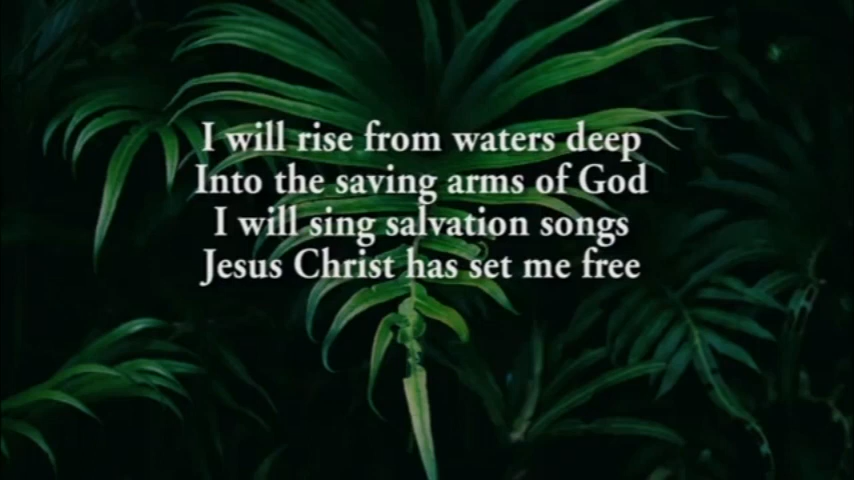 I will rise from waters deep
Into the saving arms of God
I will sing salvation songs
Jesus Christ has set me free